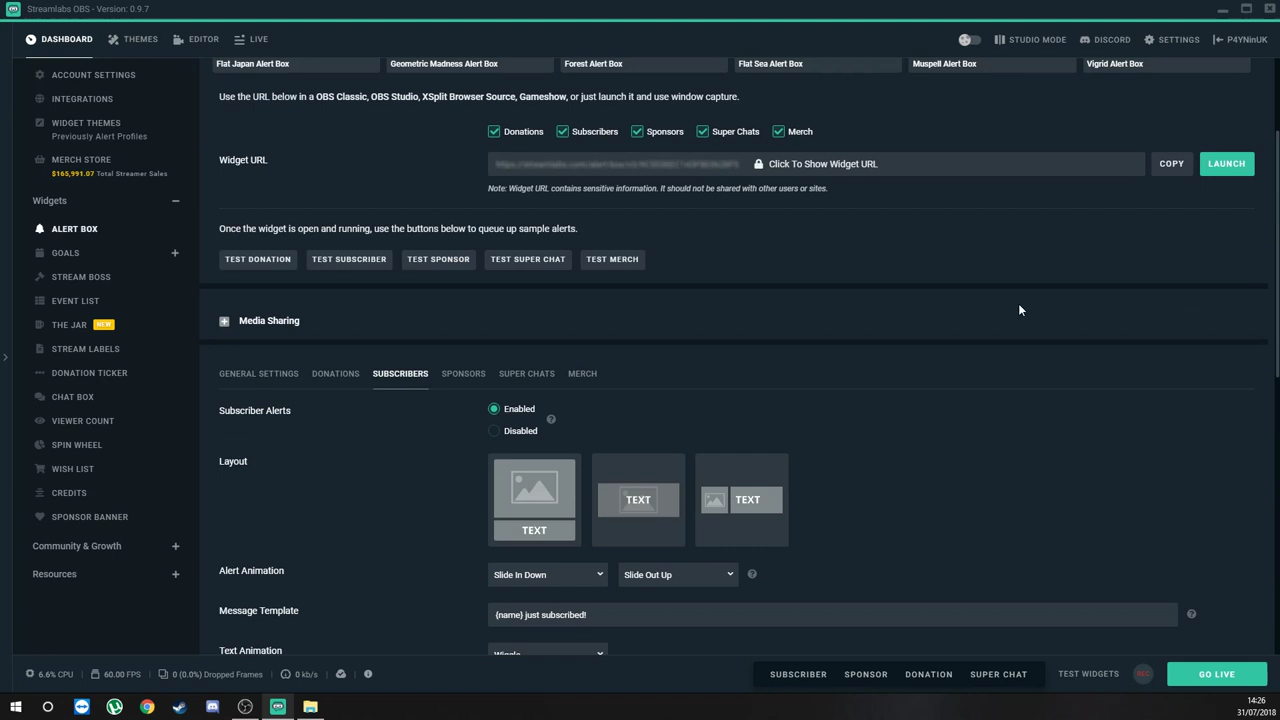 Streamlabs OBS - Version: 0.9.7
DASHBOARD THEMES EDITOR LIVE STUDIO MODE DISCORD SETTINGS P4YNinUK
ACCOUNT SETTINGS
INTEGRATIONS
WIDGET THEMES
Previously Alert Profiles
MERCH STORE
$165,991.07 Total Streamer Sales
Widgets
ALERT BOX
GOALS
STREAM BOSS
EVENT LIST
THE JAR NEW
STREAM LABELS
DONATION TICKER
CHAT BOX
VIEWER COUNT
SPIN WHEEL
WISH LIST
CREDITS
SPONSOR BANNER
Community & Growth
Resources
Flat Japan Alert Box Geometric Madness Alert Box Forest Alert Box Flat Sea Alert Box Muspell Alert Box Vigrid Alert Box
Use the URL below in a OBS Classic, OBS Studio, XSplit Browser Source, Gameshow, or just launch it and use window capture.
Donations Subscribers Sponsors Super Chats Merch
Widget URL Click To Show Widget URL COPY LAUNCH
Note: Widget URL contains sensitive information. It should not be shared with other users or sites.
Once the widget is open and running, use the buttons below to queue up sample alerts.
TEST DONATION TEST SUBSCRIBER TEST SPONSOR TEST SUPER CHAT TEST MERCH
Media Sharing
GENERAL SETTINGS DONATIONS SUBSCRIBERS SPONSORS SUPER CHATS MERCH
Subscriber Alerts Enabled
Disabled
Layout
TEXT TEXT TEXT
Alert Animation Slide In Down Slide Out Up
Message Template {name} just subscribed!
Text Animation Wiggle
6.6% CPU 60.00 FPS 0 (0.0%) Dropped Frames 0 kb/s SUBSCRIBER SPONSOR DONATION SUPER CHAT TEST WIDGETS REC GO LIVE
14:26
31/07/2018